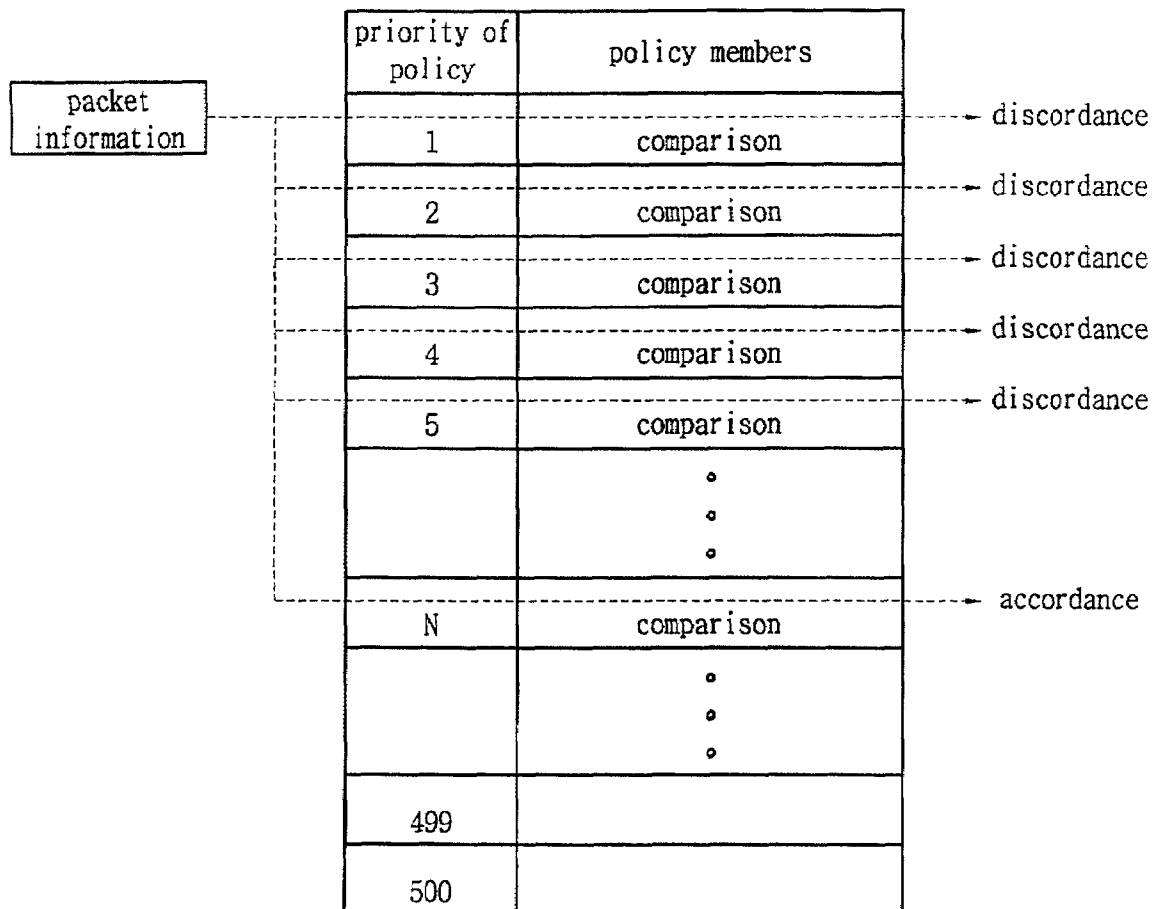 priority of
policy
policy members
packet
information
discordance
1
comparison
discordance
2
comparison
discordance
3
comparison
discordance
4
comparison
discordance
5
comparison
accordance
N
comparison
499
500